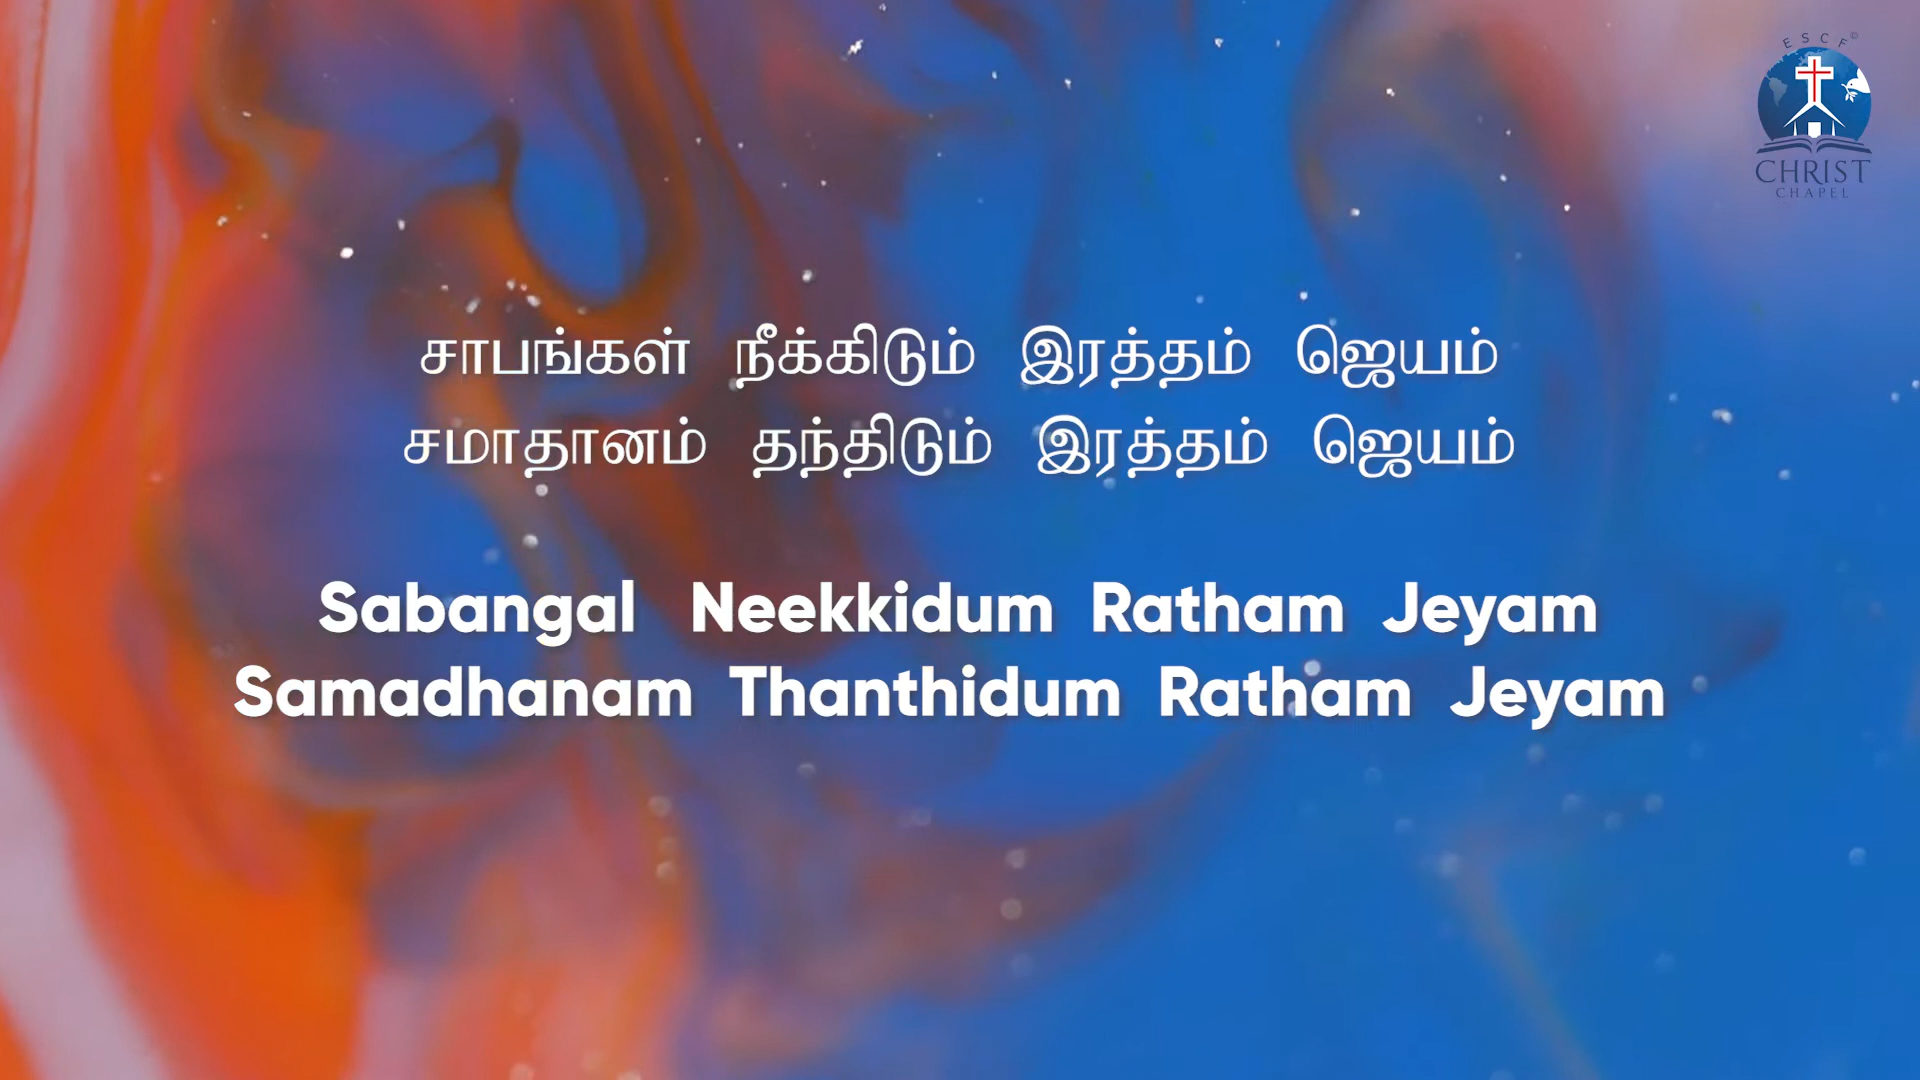 ESCF©
CHRIST
CHAPEL
சாபங்கள் நீக்கிடும் இரத்தம் ஜெயம்
சமாதானம் தந்திடும் இரத்தம் ஜெயம்
Sabangal Neekkidum Ratham Jeyam
Samadhanam Thanthidum Ratham Jeyam